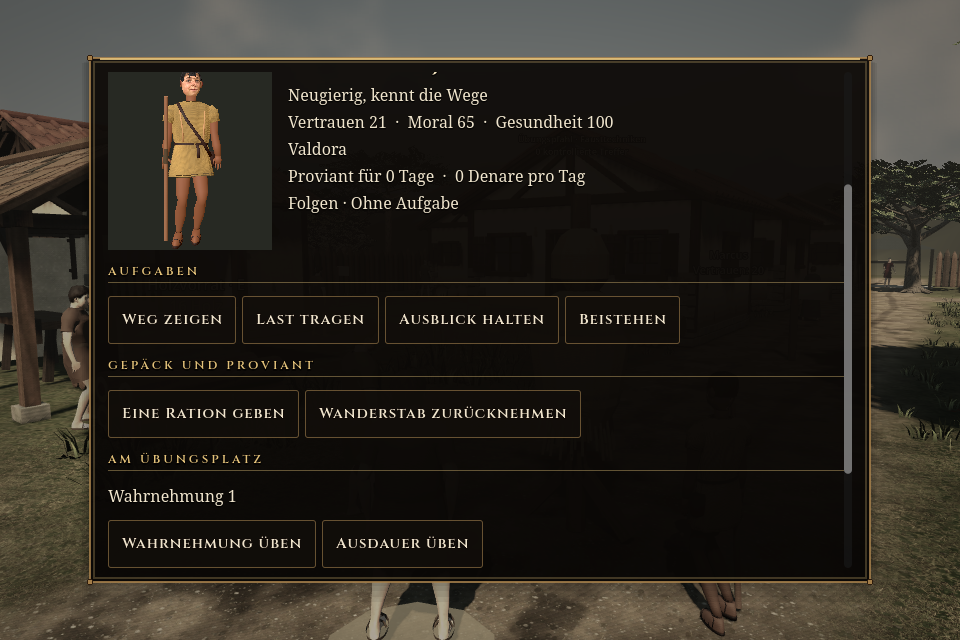 Neugierig, kennt die Wege
Vertrauen 21 · Moral 65 · Gesundheit 100
Valdora
Proviant für 0 Tage · 0 Denare pro Tag
Folgen · Ohne Aufgabe
AUFGABEN
WEG ZEIGEN LAST TRAGEN AUSBLICK HALTEN BEISTEHEN
GEPÄCK UND PROVIANT
EINE RATION GEBEN WANDERSTAB ZURÜCKNEHMEN
AM ÜBUNGSPLATZ
Wahrnehmung 1
WAHRNEHMUNG ÜBEN AUSDAUER ÜBEN